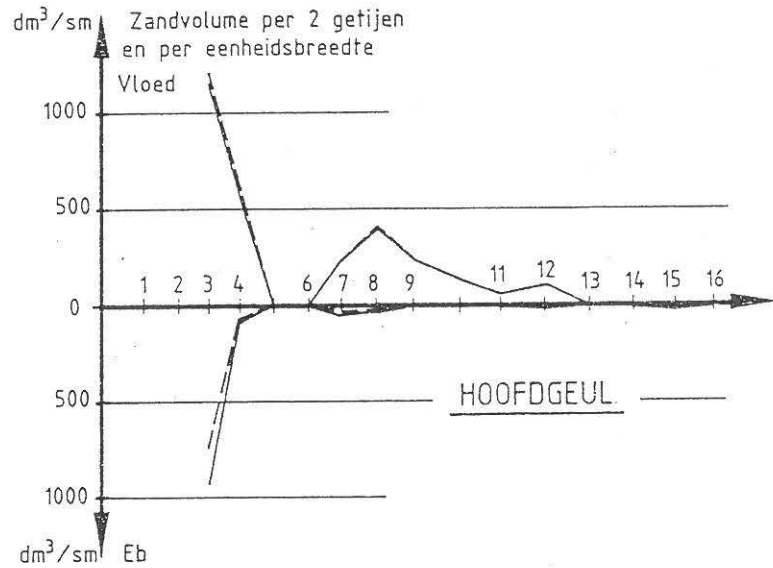 dm³/sm Zandvolume per 2 getijen
en per eenheidsbreedte
Vloed
1000
500
1 2 3 4 6 7 8 9 11 12 13 14 15 16
0
500
HOOFDGEUL
1000
dm³/sm Eb